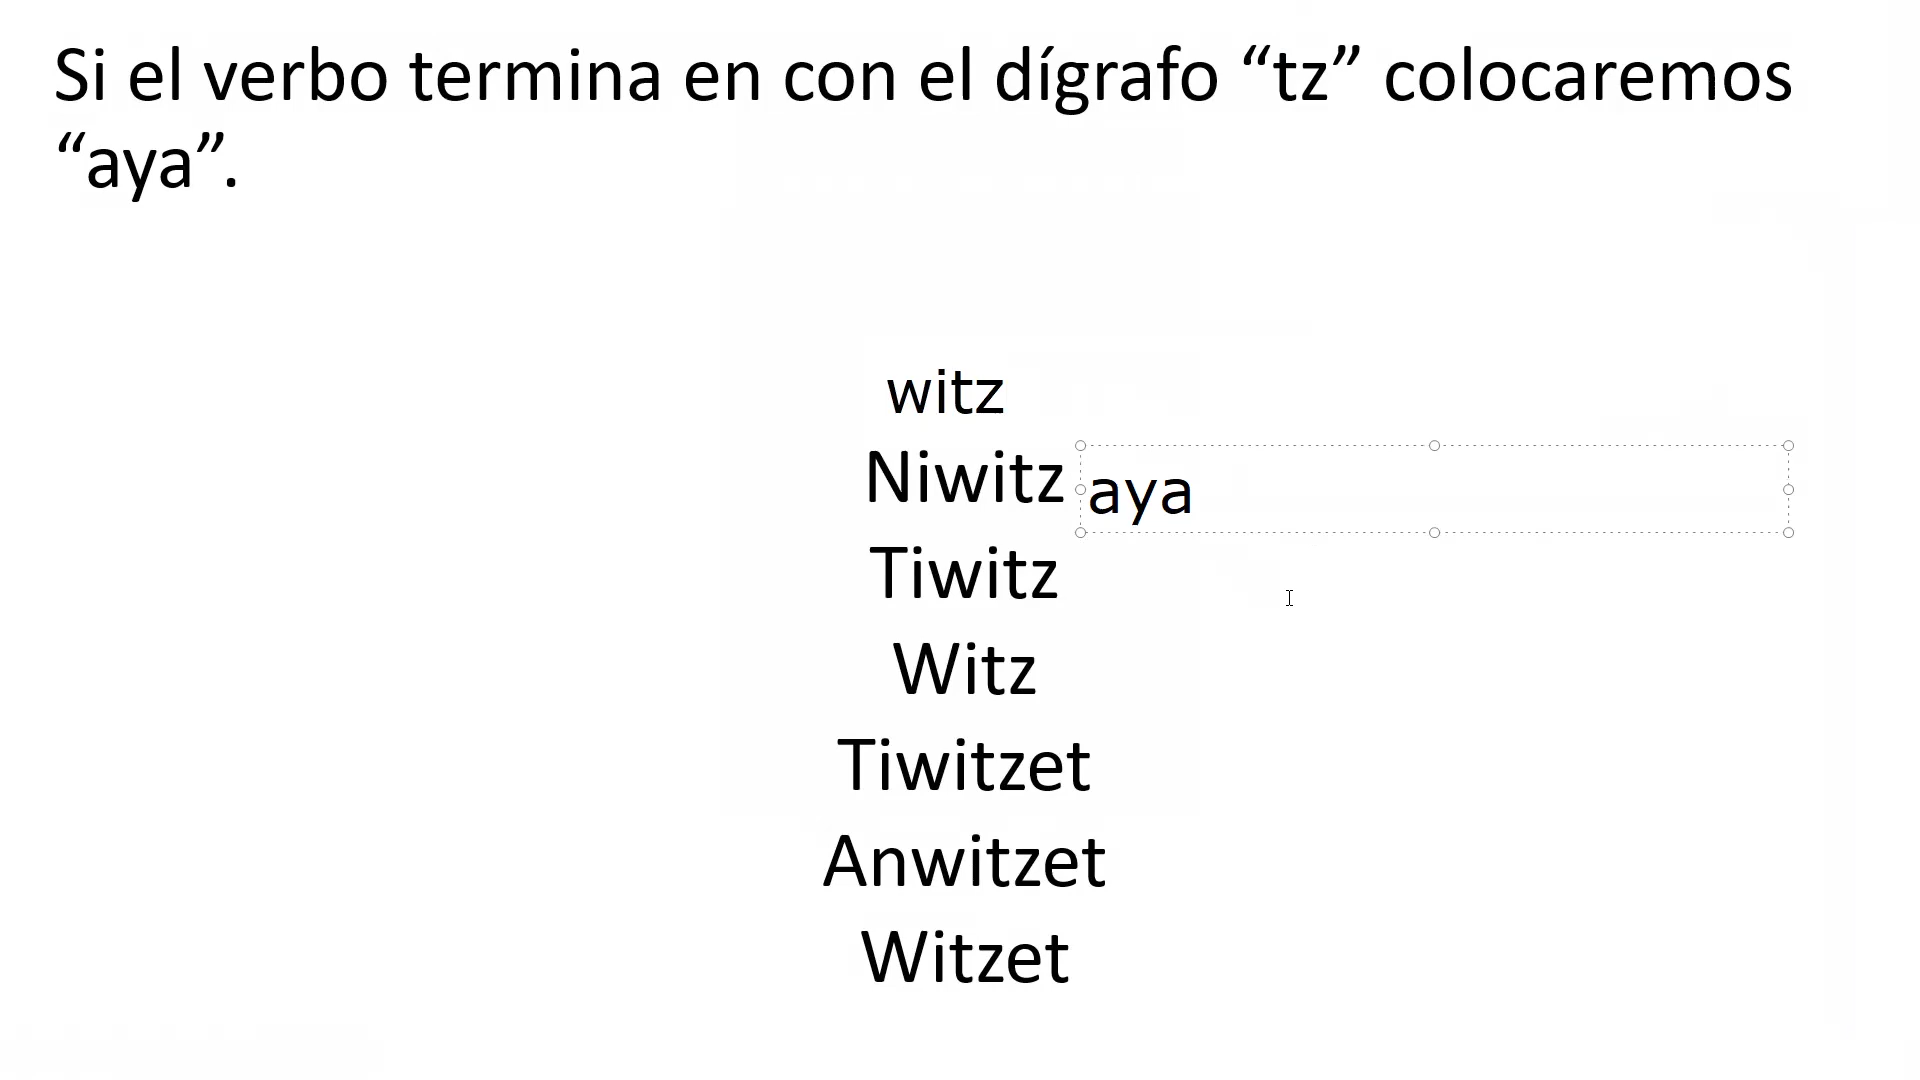 Si el verbo termina en con el dígrafo “tz” colocaremos
“aya”.
witz
Niwitz aya
Tiwitz
Witz
Tiwitzet
Anwitzet
Witzet